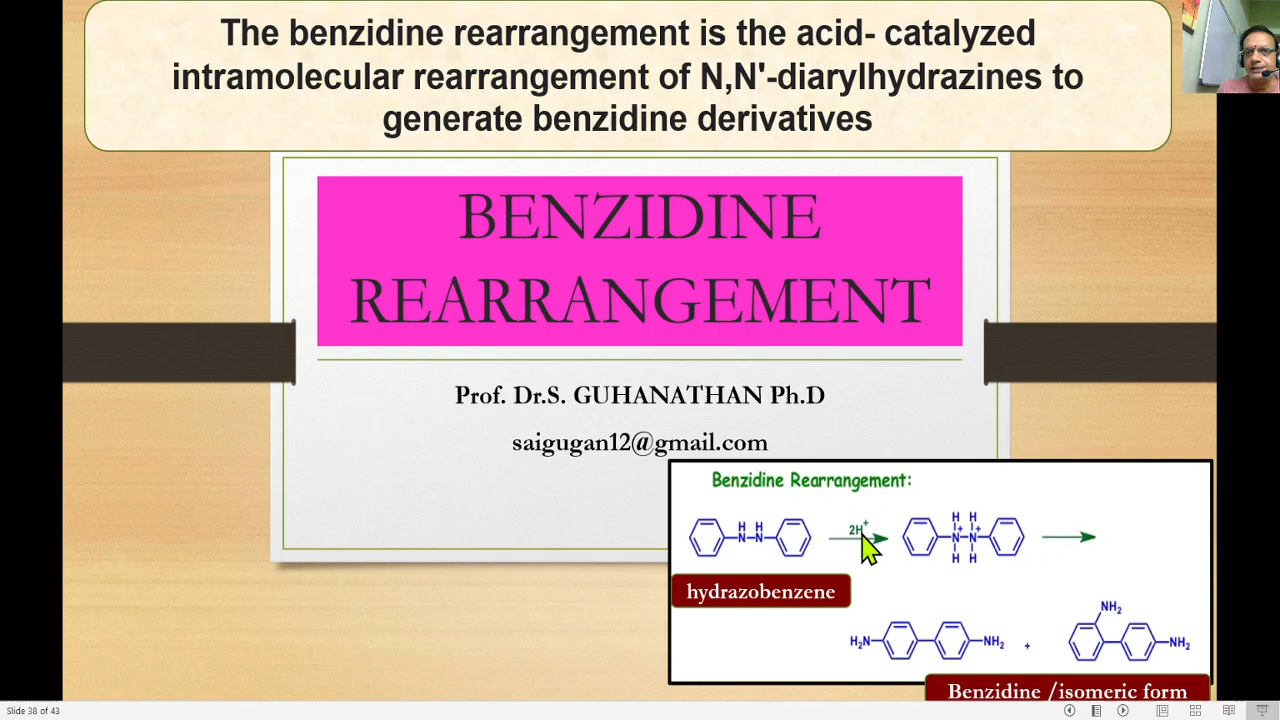 The benzidine rearrangement is the acid- catalyzed
intramolecular rearrangement of N,N'-diarylhydrazines to
generate benzidine derivatives
BENZIDINE
REARRANGEMENT
Prof. Dr.S. GUHANATHAN Ph.D
saigugan12@gmail.com
Benzidine Rearrangement:
H H
N N
2H+
H H
N+ N+
H H
hydrazobenzene
H₂N NH₂ + NH₂ NH₂
Benzidine /isomeric form
Slide 38 of 43